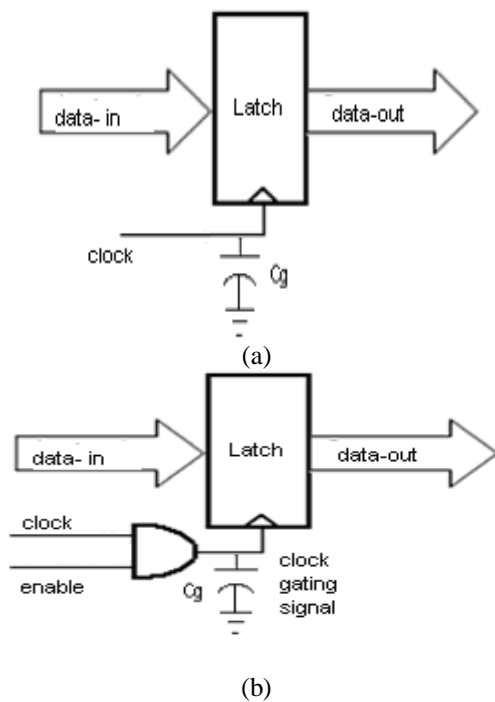 data- in
Latch
data-out
clock
Cg
(a)
data- in
Latch
data-out
clock
enable
Cg
clock
gating
signal
(b)